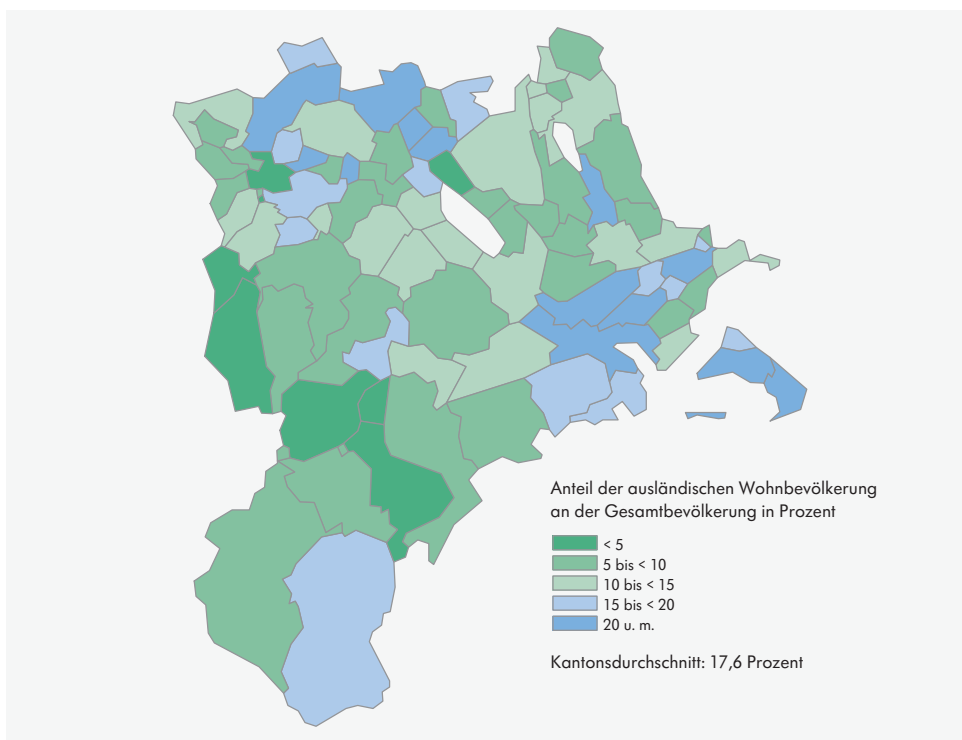 Anteil der ausländischen Wohnbevölkerung
an der Gesamtbevölkerung in Prozent
< 5
5 bis < 10
10 bis < 15
15 bis < 20
20 u. m.
Kantonsdurchschnitt: 17,6 Prozent